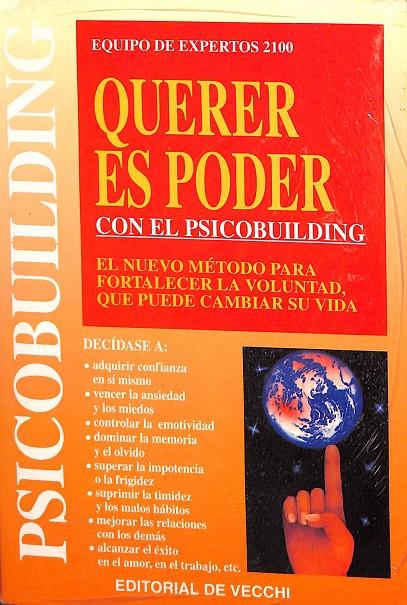 PSICOBUILDING
EQUIPO DE EXPERTOS 2100
QUERER
ES PODER
CON EL PSICOBUILDING
EL NUEVO MÉTODO PARA
FORTALECER LA VOLUNTAD,
QUE PUEDE CAMBIAR SU VIDA
DECÍDASE A:
• adquirir confianza
en sí mismo
• vencer la ansiedad
y los miedos
• controlar la emotividad
• dominar la memoria
y el olvido
• superar la impotencia
o la frigidez
• suprimir la timidez
y los malos hábitos
• mejorar las relaciones
con los demás
• alcanzar el éxito
en el amor, en el trabajo, etc.
EDITORIAL DE VECCHI